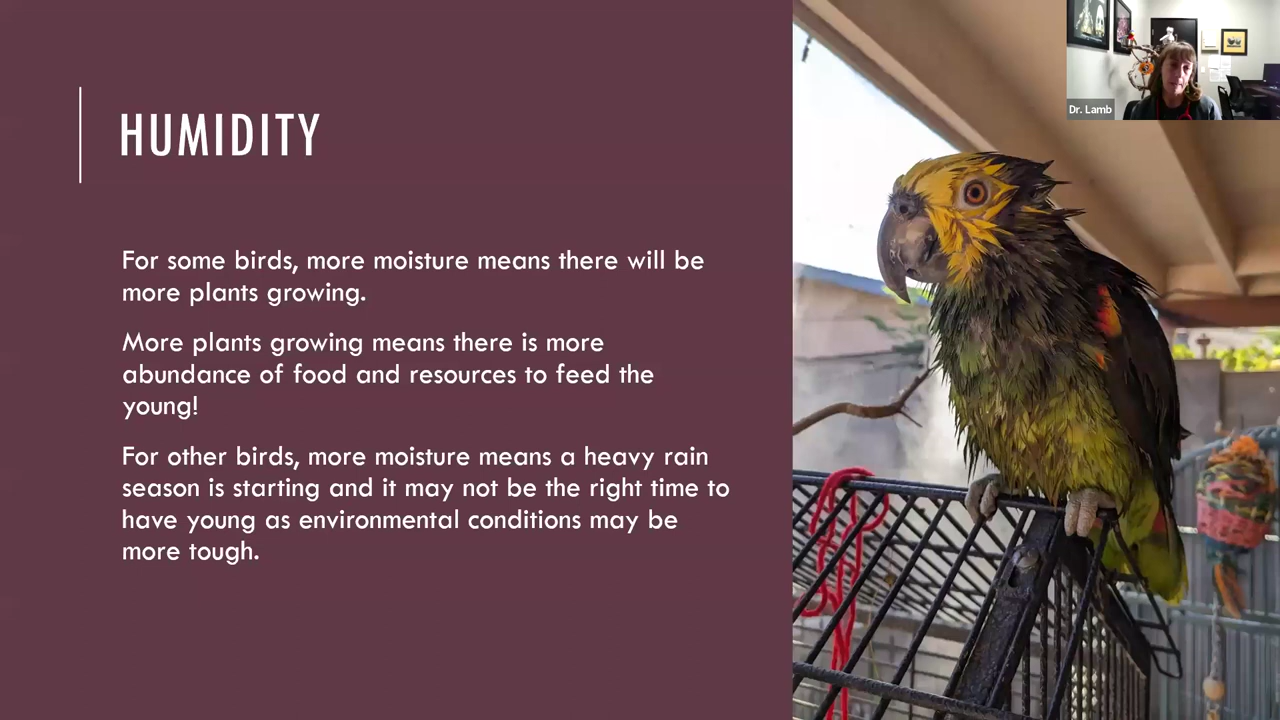 HUMIDITY
For some birds, more moisture means there will be
more plants growing.
More plants growing means there is more
abundance of food and resources to feed the
young!
For other birds, more moisture means a heavy rain
season is starting and it may not be the right time to
have young as environmental conditions may be
more tough.
Dr. Lamb